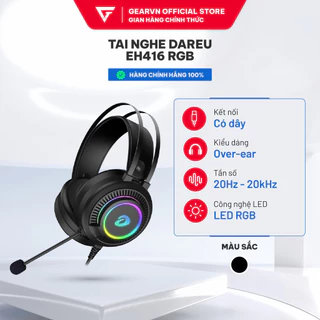 GEARVN OFFICIAL STORE
GIAN HÀNG CHÍNH THỨC
TAI NGHE DAREU
EH416 RGB
HÀNG CHÍNH HÃNG 100%
Kết nối
Có dây
Kiểu dáng
Over-ear
Tần số
20Hz - 20kHz
Công nghệ LED
LED RGB
MÀU SẮC